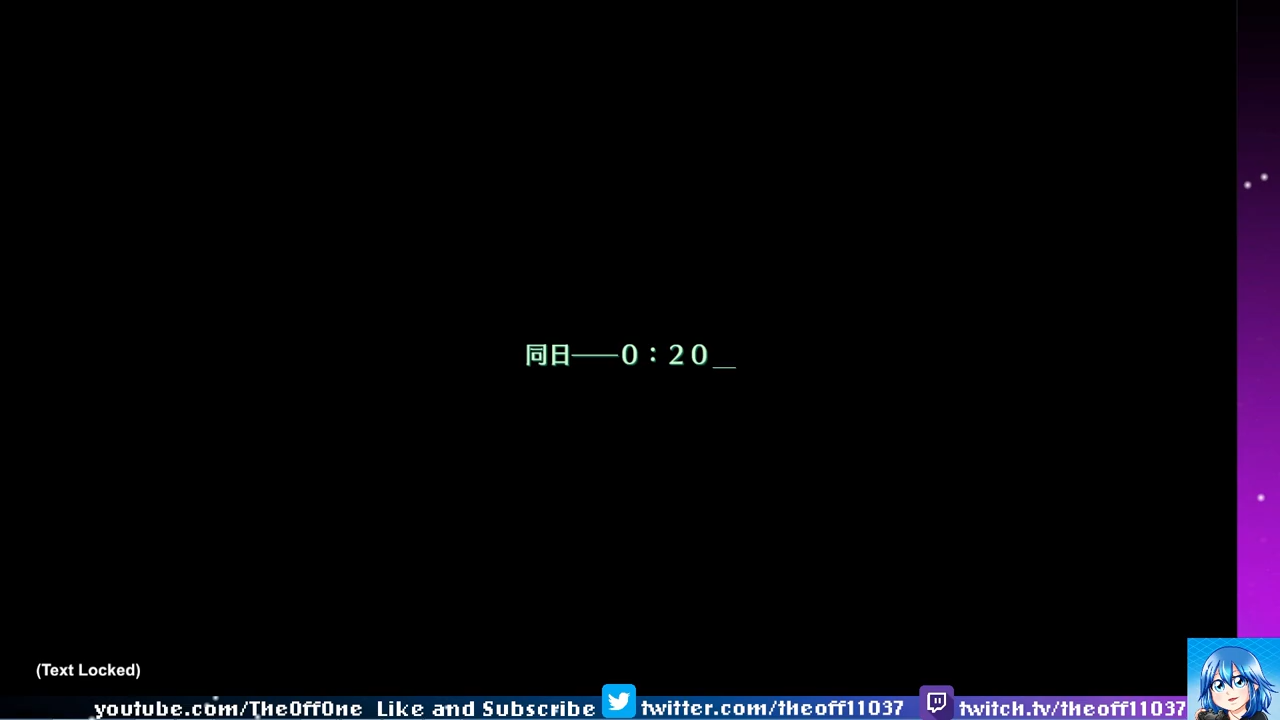 同日――０：２０＿
(Text Locked)
youtube.com/TheOffOne Like and Subscribe twitter.com/theoff11037 twitch.tv/theoff11037